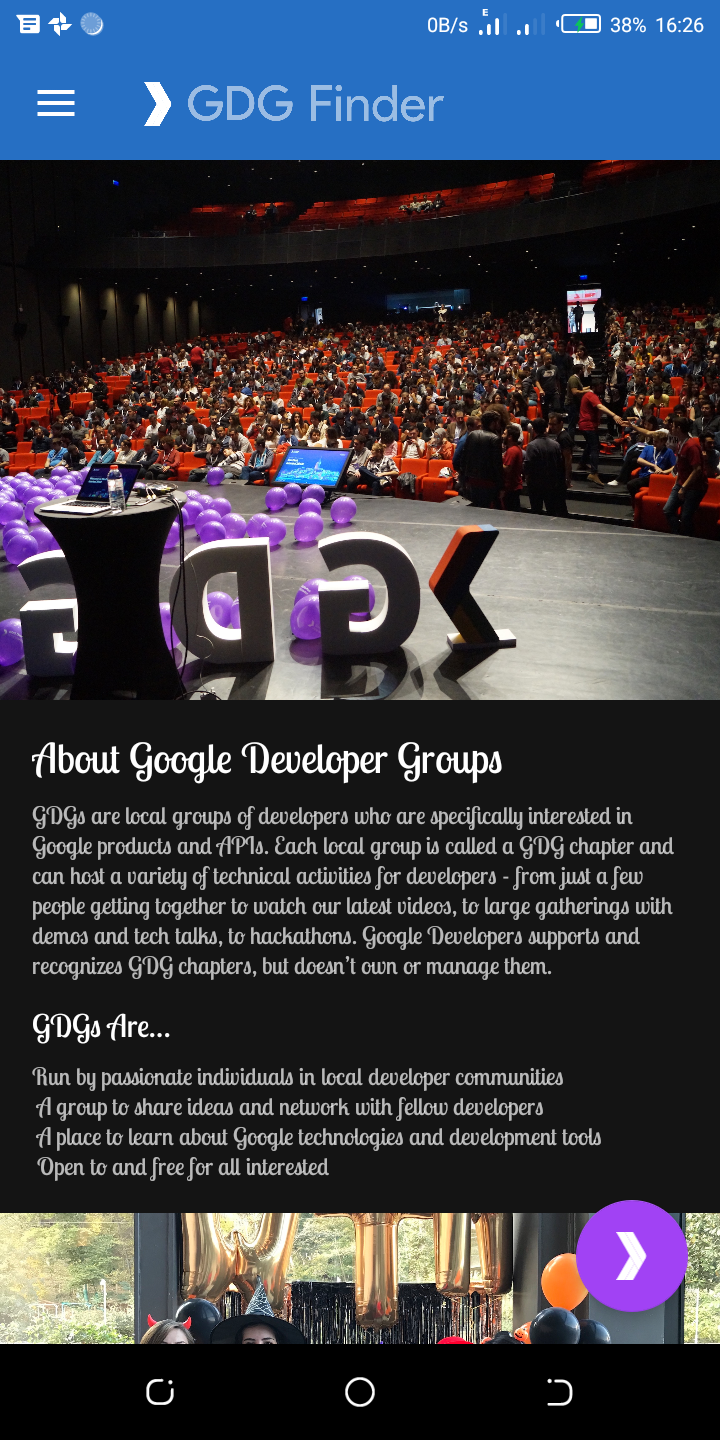 0B/s E 38% 16:26
GDG Finder
GDG
About Google Developer Groups
GDGs are local groups of developers who are specifically interested in
Google products and APIs. Each local group is called a GDG chapter and
can host a variety of technical activities for developers - from just a few
people getting together to watch our latest videos, to large gatherings with
demos and tech talks, to hackathons. Google Developers supports and
recognizes GDG chapters, but doesn't own or manage them.
GDGs Are...
Run by passionate individuals in local developer communities
A group to share ideas and network with fellow developers
A place to learn about Google technologies and development tools
Open to and free for all interested